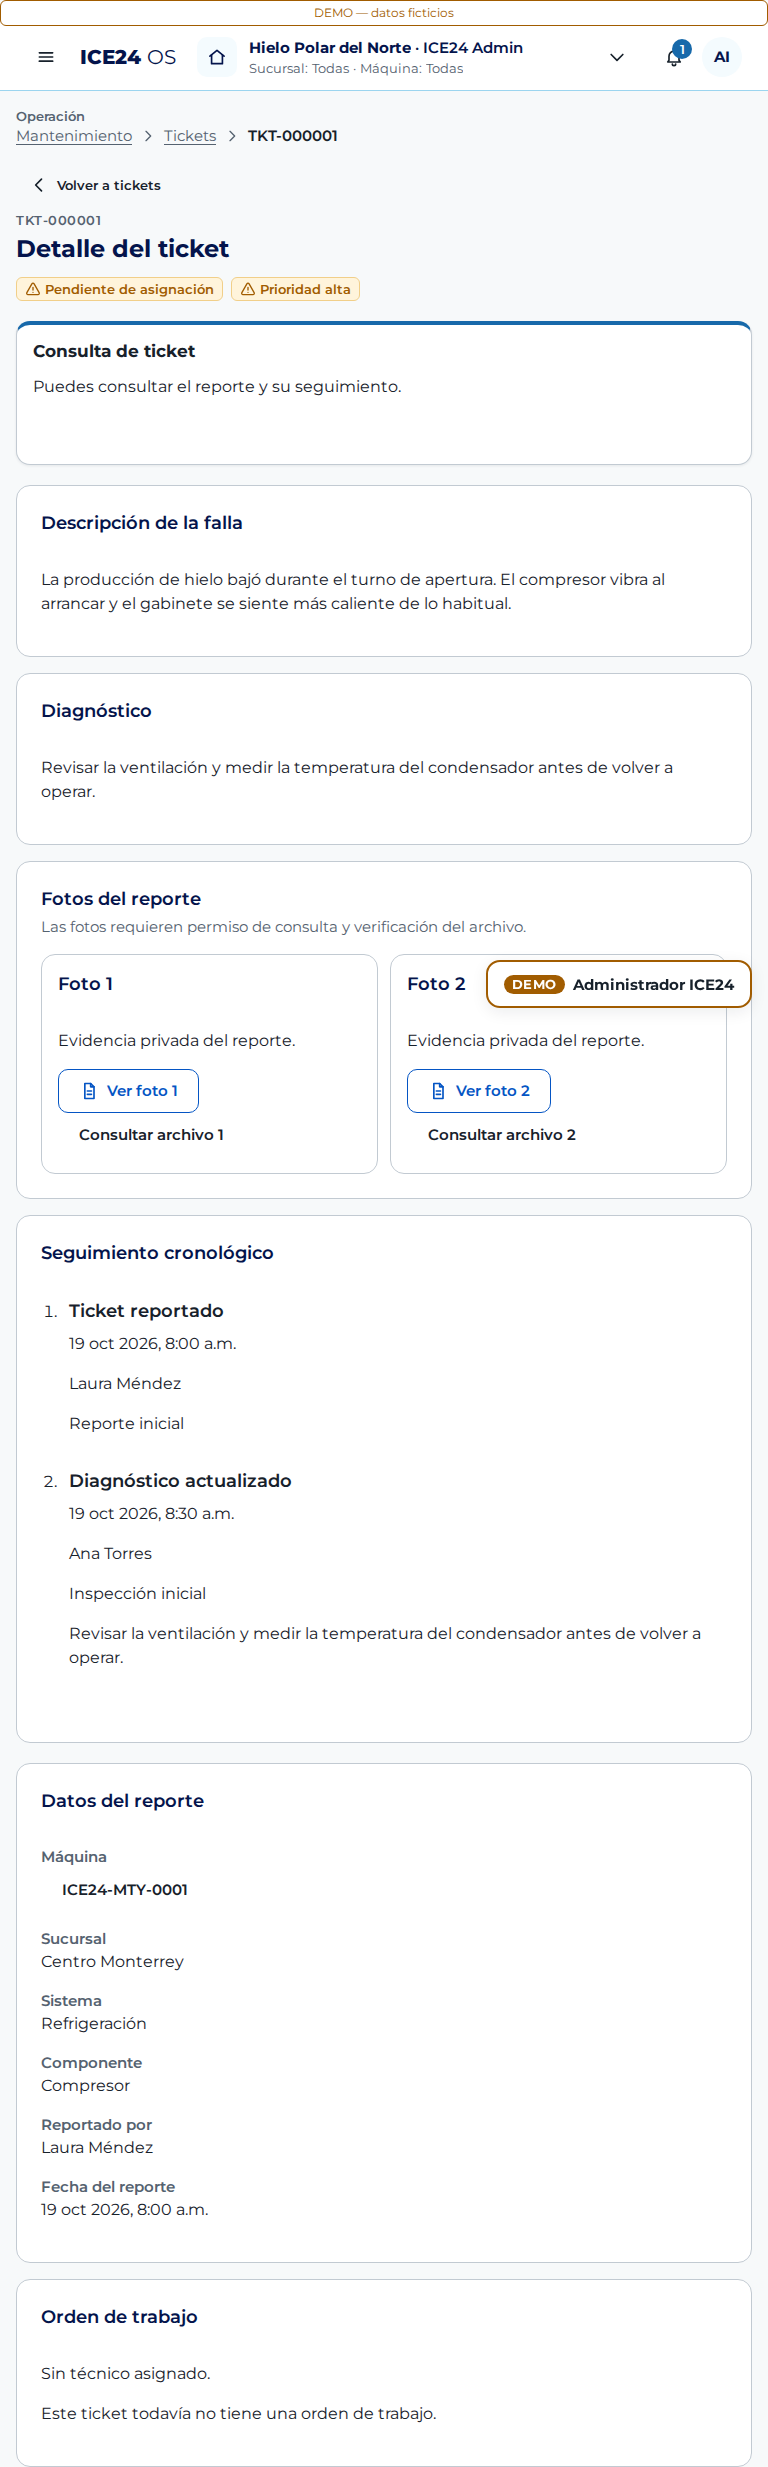 DEMO — datos ficticios
ICE24 OS
Hielo Polar del Norte · ICE24 Admin
Sucursal: Todas · Máquina: Todas
1
AI
Operación
Mantenimiento > Tickets > TKT-000001
Volver a tickets
TKT-000001
Detalle del ticket
Pendiente de asignación
Prioridad alta
Consulta de ticket
Puedes consultar el reporte y su seguimiento.
Descripción de la falla
La producción de hielo bajó durante el turno de apertura. El compresor vibra al
arrancar y el gabinete se siente más caliente de lo habitual.
Diagnóstico
Revisar la ventilación y medir la temperatura del condensador antes de volver a
operar.
Fotos del reporte
Las fotos requieren permiso de consulta y verificación del archivo.
Foto 1
Evidencia privada del reporte.
Ver foto 1
Consultar archivo 1
Foto 2
DEMO Administrador ICE24
Evidencia privada del reporte.
Ver foto 2
Consultar archivo 2
Seguimiento cronológico
1. Ticket reportado
19 oct 2026, 8:00 a.m.
Laura Méndez
Reporte inicial
2. Diagnóstico actualizado
19 oct 2026, 8:30 a.m.
Ana Torres
Inspección inicial
Revisar la ventilación y medir la temperatura del condensador antes de volver a
operar.
Datos del reporte
Máquina
ICE24-MTY-0001
Sucursal
Centro Monterrey
Sistema
Refrigeración
Componente
Compresor
Reportado por
Laura Méndez
Fecha del reporte
19 oct 2026, 8:00 a.m.
Orden de trabajo
Sin técnico asignado.
Este ticket todavía no tiene una orden de trabajo.